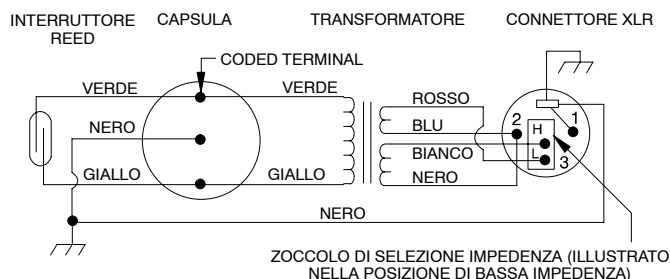 INTERRUTTORE
REED
CAPSULA
TRANSFORMATORE
CONNETTORE XLR
CODED TERMINAL
VERDE
VERDE
ROSSO
NERO
BLU
2
H
1
BIANCO
L
3
GIALLO
GIALLO
NERO
NERO
ZOCCOLO DI SELEZIONE IMPEDENZA (ILLUSTRATO
NELLA POSIZIONE DI BASSA IMPEDENZA)